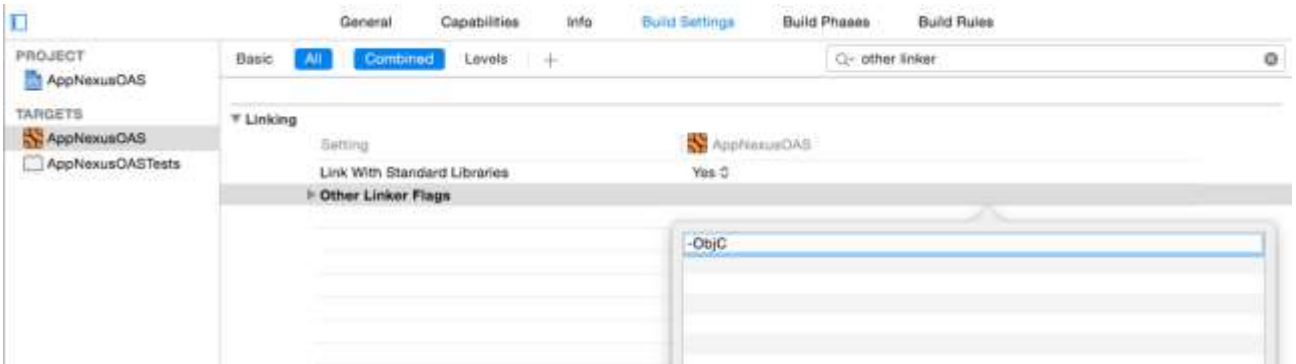 General Capabilities Info Build Settings Build Phases Build Rules
PROJECT
AppNexusOAS
TARGETS
AppNexusOAS
AppNexusOASTests
Basic All Combined Levels +
other linker
Linking
Setting AppNexusOAS
Link With Standard Libraries Yes
Other Linker Flags
-ObjC